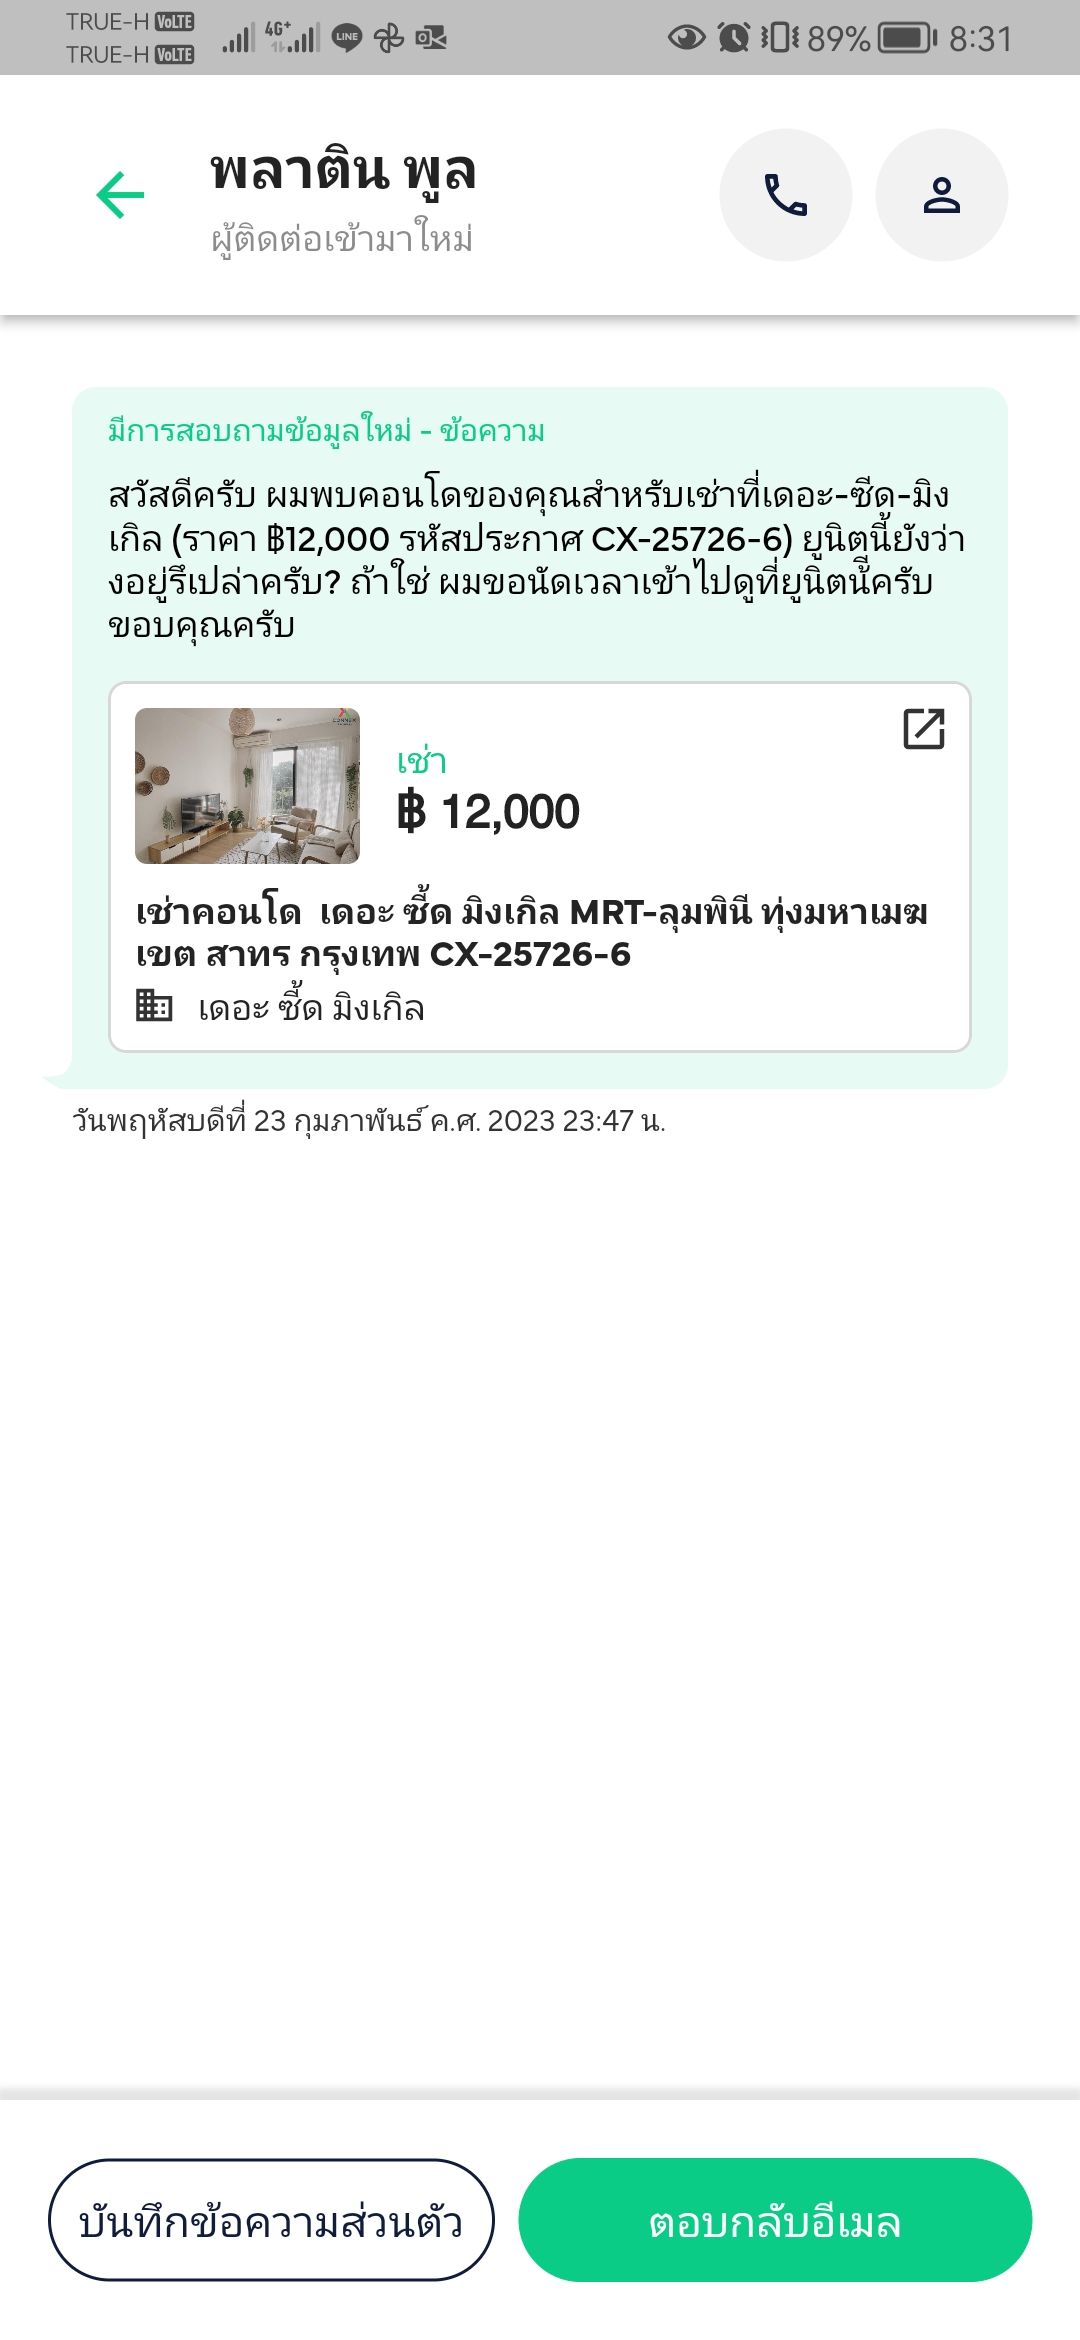 TRUE-H VoLTE
TRUE-H VoLTE
4G+
LINE
89%
8:31
พลาติน พูล
ผู้ติดต่อเข้ามาใหม่
มีการสอบถามข้อมูลใหม่ - ข้อความ
สวัสดีครับ ผมพบคอนโดของคุณสำหรับเช่าที่เดอะ-ซีด-มิง
เกิล (ราคา ฿12,000 รหัสประกาศ CX-25726-6) ยูนิตนี้ยังว่า
งอยู่รึเปล่าครับ? ถ้าใช่ ผมขอนัดเวลาเข้าไปดูที่ยูนิตนี้ครับ
ขอบคุณครับ
เช่า
฿ 12,000
เช่าคอนโด เดอะ ซี้ด มิงเกิล MRT-ลุมพินี ทุ่งมหาเมฆ
เขต สาทร กรุงเทพ CX-25726-6
เดอะ ซี้ด มิงเกิล
วันพฤหัสบดีที่ 23 กุมภาพันธ์ ค.ศ. 2023 23:47 น.
บันทึกข้อความส่วนตัว
ตอบกลับอีเมล